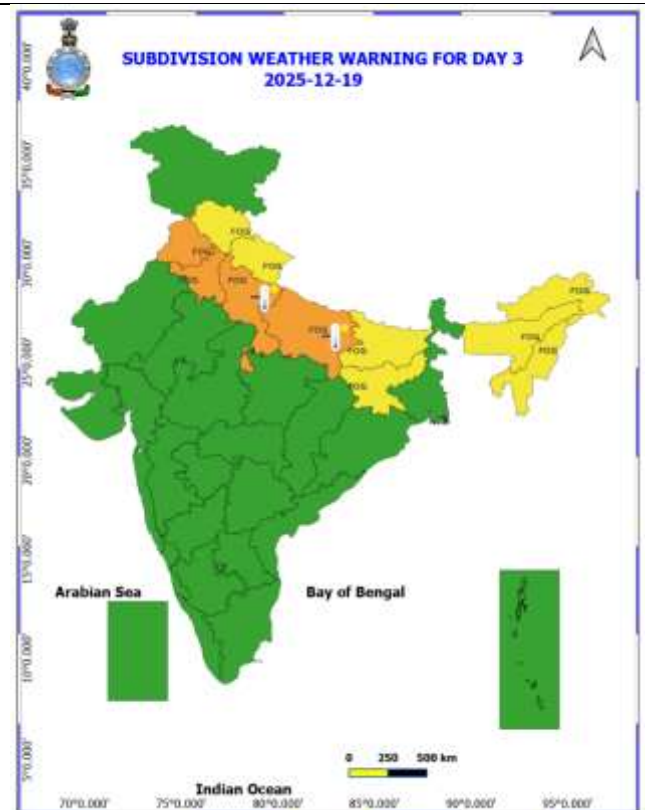 SUBDIVISION WEATHER WARNING FOR DAY 3
2025-12-19
40°0.000'
35°0.000'
30°0.000'
25°0.000'
20°0.000'
15°0.000'
10°0.000'
5°0.000'
FOG
FOG
FOG
FOG
FOG
FOG
FOG
FOG
FOG
FOG
FOG
Arabian Sea
Bay of Bengal
0 250 500 km
Indian Ocean
70°0.000' 75°0.000' 80°0.000' 85°0.000' 90°0.000' 95°0.000'